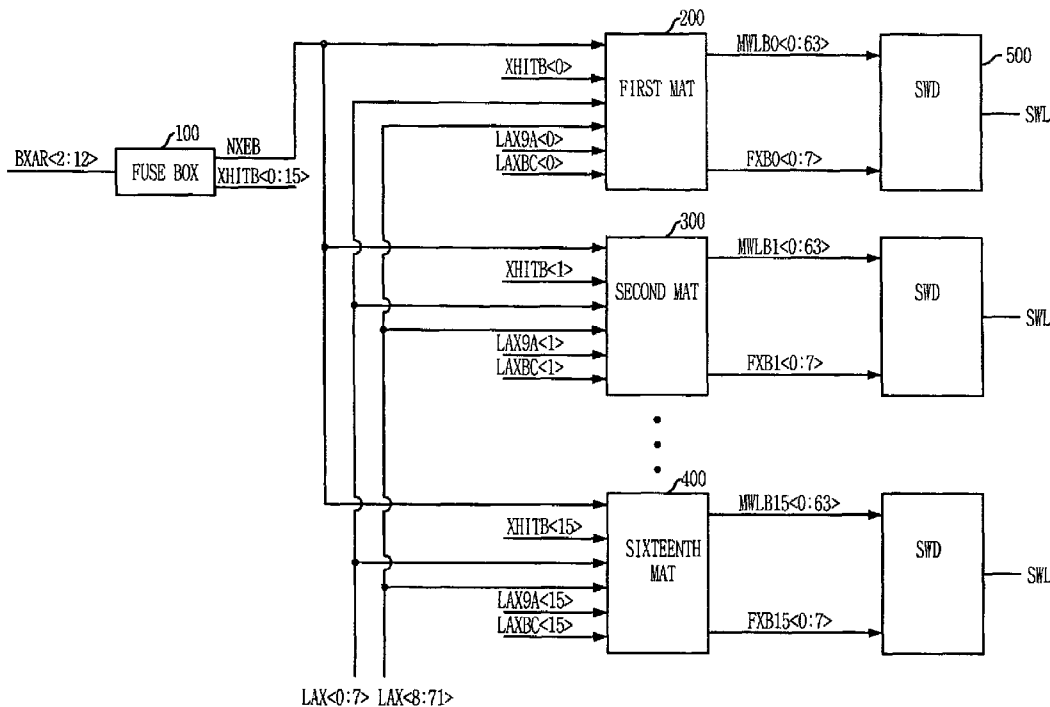 200
MWLB0<0:63>
500
XHITB<0>
FIRST MAT
SWD
SWL
100
NXEB
BXAR<2:12>
FUSE BOX
XHITB<0:15>
LAX9A<0>
LAXBC<0>
FXB0<0:7>
300
MWLB1<0:63>
XHITB<1>
SECOND MAT
SWD
SWL
LAX9A<1>
LAXBC<1>
FXB1<0:7>
400
MWLB15<0:63>
XHITB<15>
SIXTEENTH
MAT
SWD
SWL
LAX9A<15>
LAXBC<15>
FXB15<0:7>
LAX<0:7> LAX<8:71>